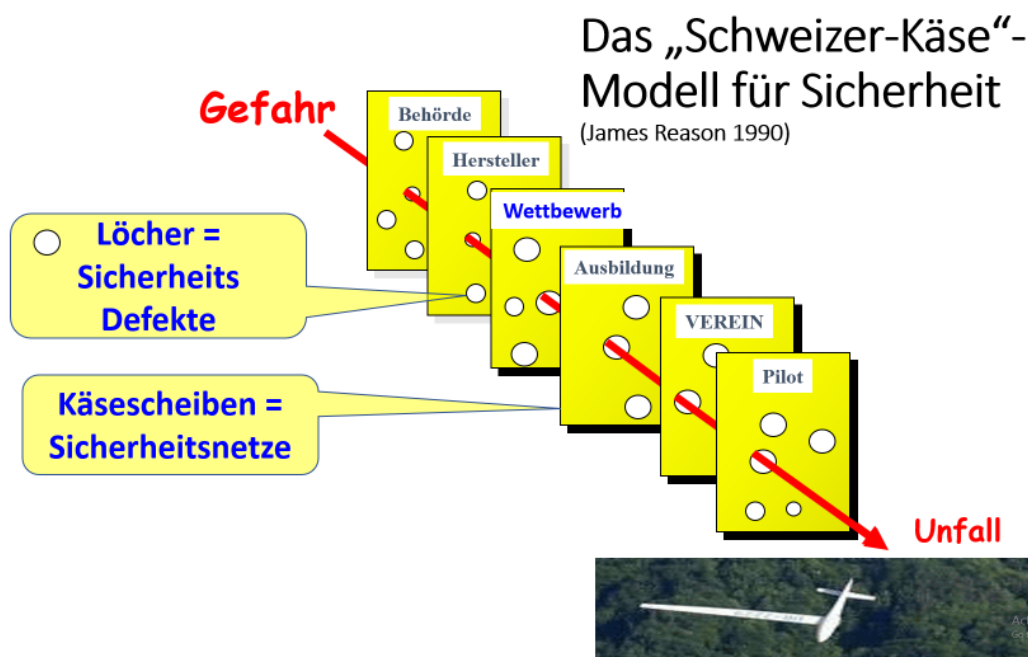 Das „Schweizer-Käse“-
Modell für Sicherheit
(James Reason 1990)
Gefahr
Behörde
Hersteller
Wettbewerb
Ausbildung
VEREIN
Pilot
Löcher =
Sicherheits
Defekte
Käsescheiben =
Sicherheitsnetze
Unfall